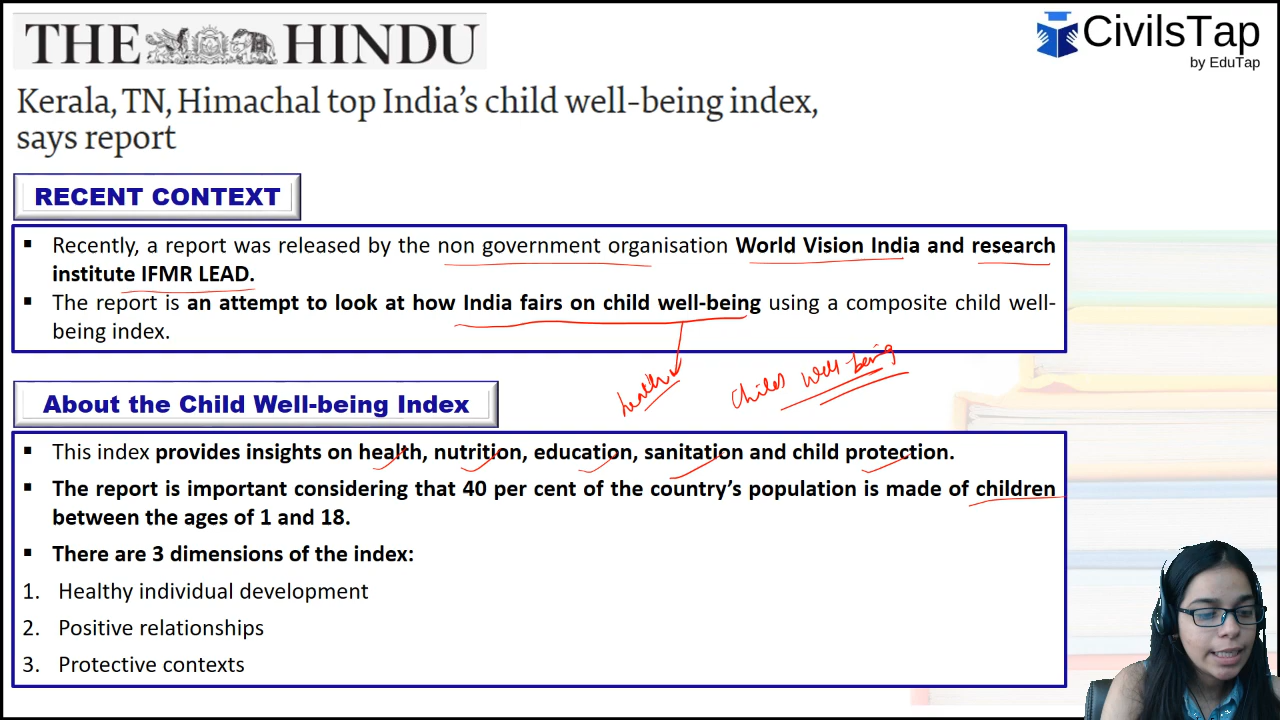 THE HINDU
CivilsTap
by EduTap
Kerala, TN, Himachal top India's child well-being index,
says report
RECENT CONTEXT
▪ Recently, a report was released by the non government organisation World Vision India and research
institute IFMR LEAD.
▪ The report is an attempt to look at how India fairs on child well-being using a composite child well-
being index.
health
Childs well being
About the Child Well-being Index
▪ This index provides insights on health, nutrition, education, sanitation and child protection.
▪ The report is important considering that 40 per cent of the country's population is made of children
between the ages of 1 and 18.
▪ There are 3 dimensions of the index:
1. Healthy individual development
2. Positive relationships
3. Protective contexts